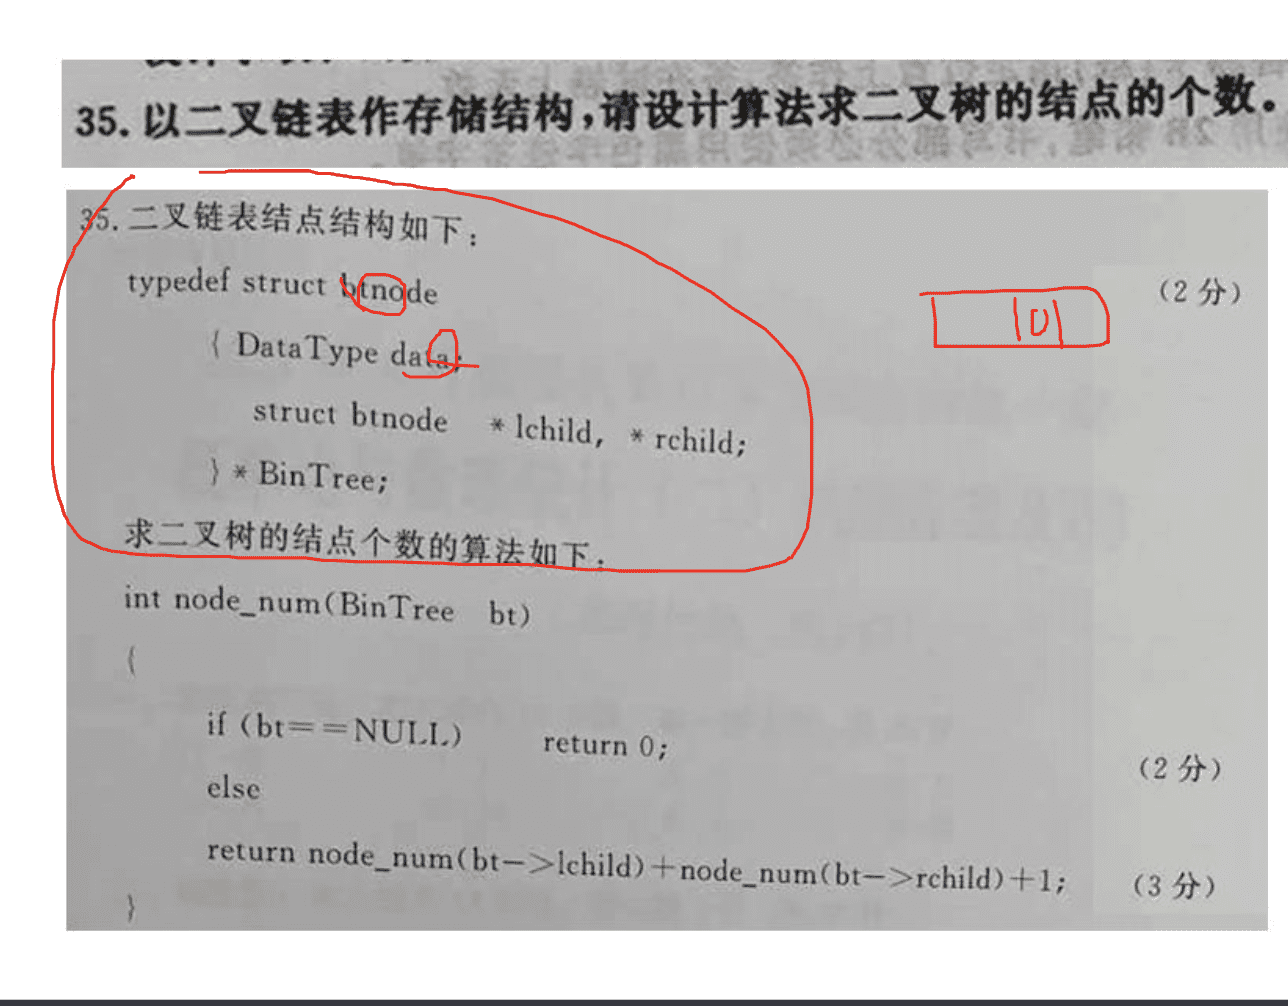 35. 以二叉链表作存储结构,请设计算法求二叉树的结点的个数。
35. 二叉链表结点结构如下:
typedef struct btnode (2 分)
{ DataType data;
struct btnode * lchild, * rchild;
} * BinTree;
求二叉树的结点个数的算法如下:
int node_num(BinTree bt)
{
if (bt==NULL) return 0; (2 分)
else
return node_num(bt->lchild)+node_num(bt->rchild)+1; (3 分)
}